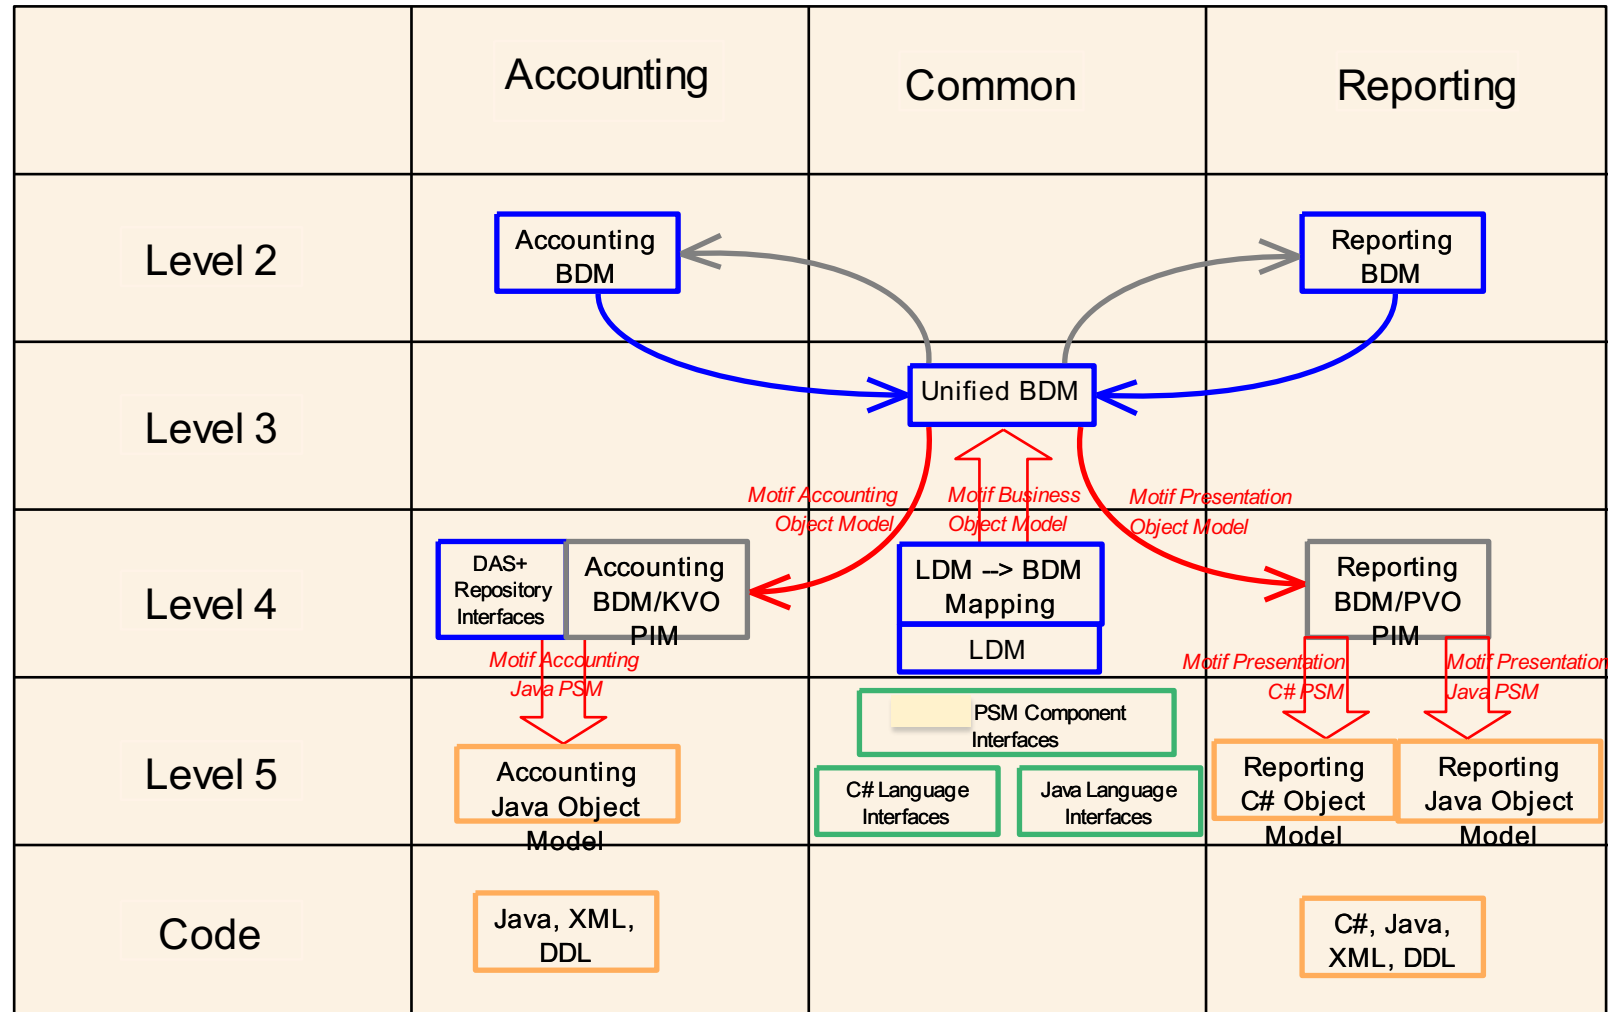 Accounting
Common
Reporting
Level 2
Accounting
BDM
Reporting
BDM
Level 3
Unified BDM
Motif Accounting
Object Model
Motif Business
Object Model
Motif Presentation
Object Model
Level 4
DAS+
Repository
Interfaces
Accounting
BDM/KVO
PIM
LDM --> BDM
Mapping
LDM
Reporting
BDM/PVO
PIM
Motif Accounting
Java PSM
Motif Presentation
C# PSM
Motif Presentation
Java PSM
Level 5
Accounting
Java Object
Model
PSM Component
Interfaces
C# Language
Interfaces
Java Language
Interfaces
Reporting
C# Object
Model
Reporting
Java Object
Model
Code
Java, XML,
DDL
C#, Java,
XML, DDL